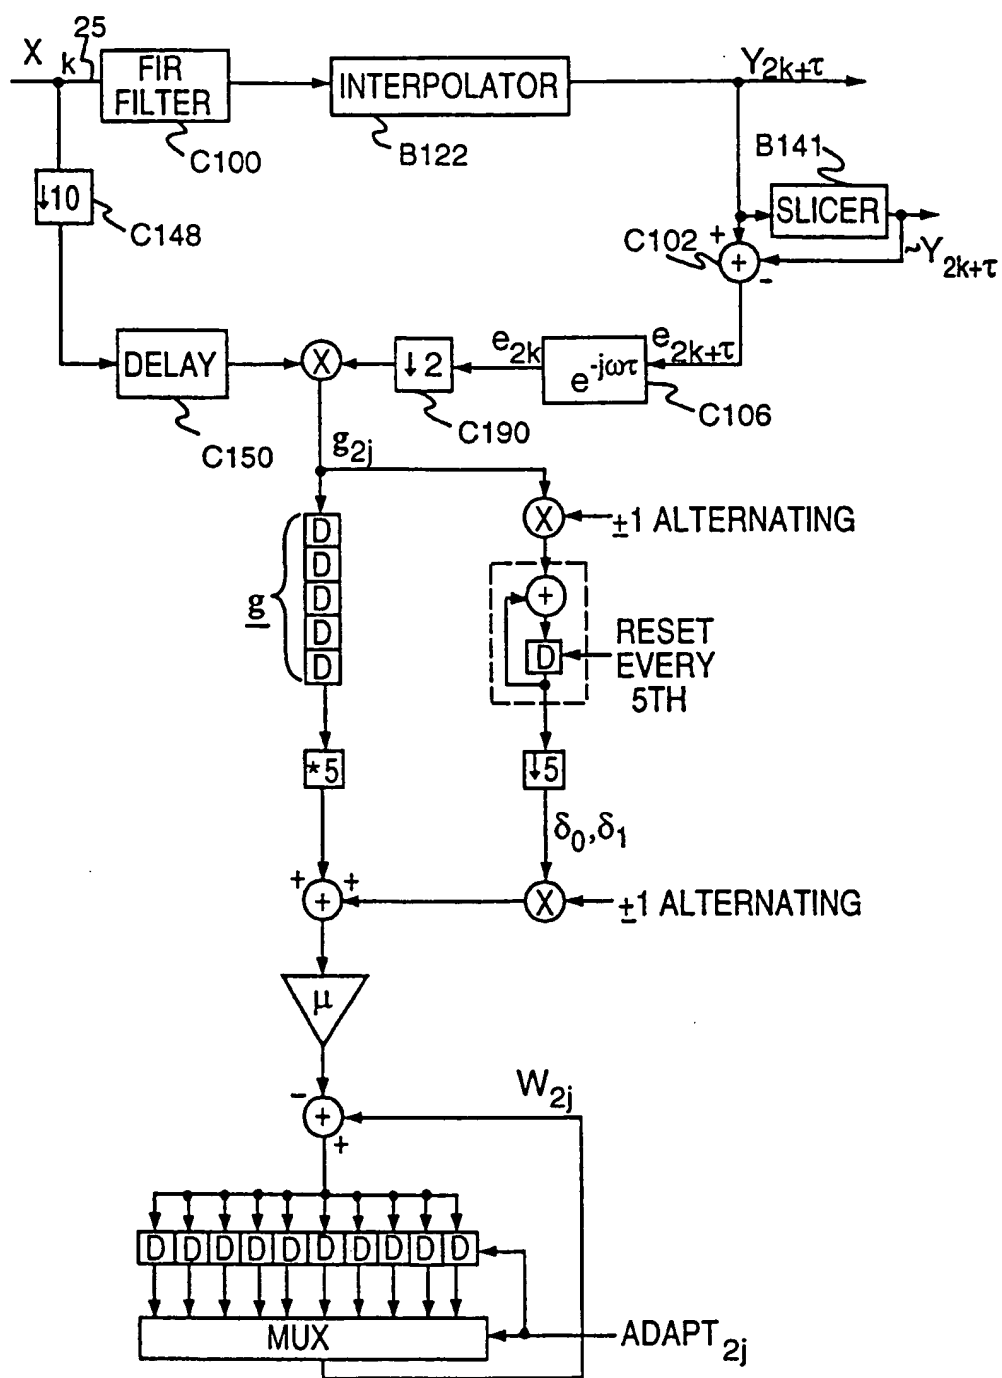 X
k
25
FIR
FILTER
C100
INTERPOLATOR
B122
Y2k+τ
↓10
C148
B141
SLICER
C102
+
+
-
~Y2k+τ
DELAY
C150
X
↓2
C190
e2k
e-jωτ
C106
e2k+τ
g2j
X
±1 ALTERNATING
D
D
D
D
D
g
+
D
RESET
EVERY
5TH
*5
↓5
δ0,δ1
+
+
+
X
±1 ALTERNATING
μ
-
+
+
W2j
D D D D D D D D D D
MUX
ADAPT2j